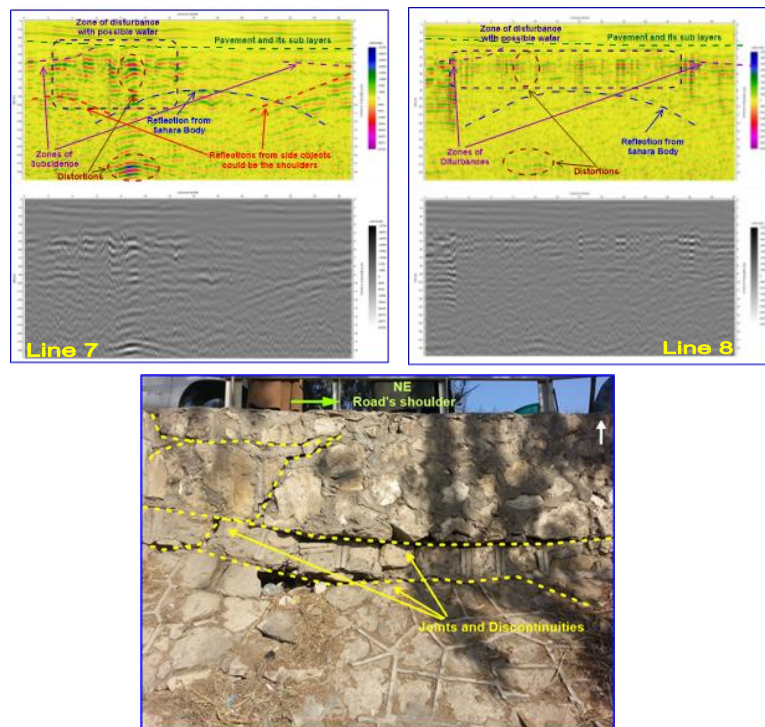 Zone of disturbance
with possible water
Pavement and its sub layers
Reflection from
Sahara Body
Zones of
Subsidence
Reflections from side objects
could be the shoulders
Distortions
Line 7
Zone of disturbance
with possible water
Pavement and its sub layers
Reflection from
Sahara Body
Zones of
Diturbances
Distortions
Line 8
NE
Road's shoulder
Joints and Discontinuities